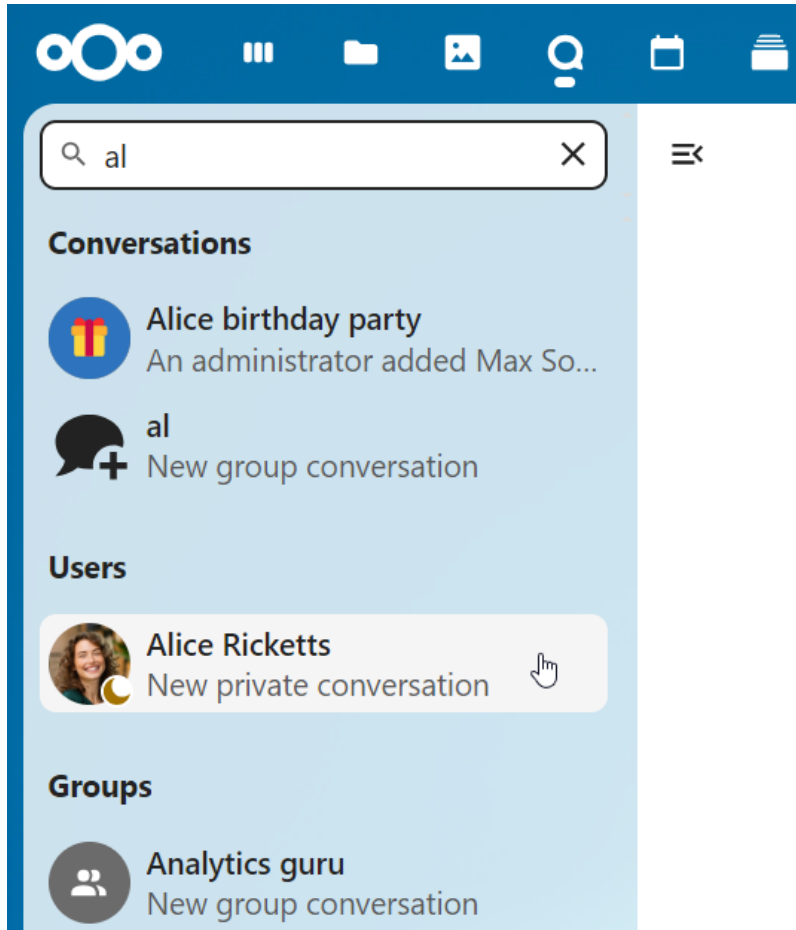 al
Conversations
Alice birthday party
An administrator added Max So...
al
New group conversation
Users
Alice Ricketts
New private conversation
Groups
Analytics guru
New group conversation